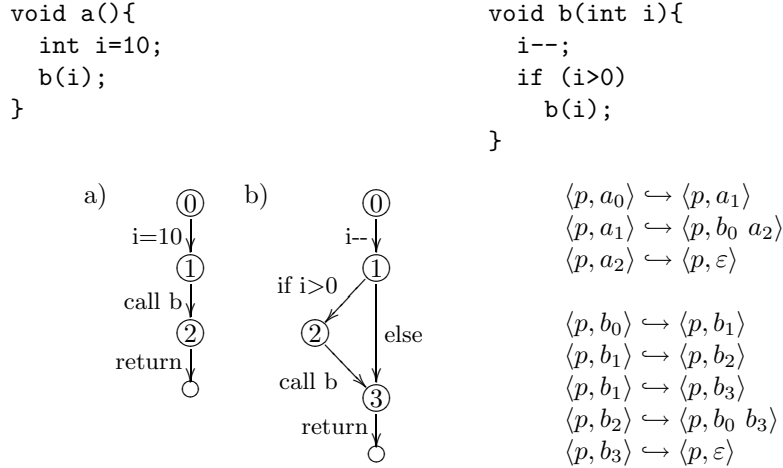 void a(){
int i=10;
b(i);
}
void b(int i){
i--;
if (i>0)
b(i);
}
a)
0
i=10
1
call b
2
return
b)
0
i--
1
if i>0
2
else
call b
3
return
⟨p, a₀⟩ ↪ ⟨p, a₁⟩
⟨p, a₁⟩ ↪ ⟨p, b₀ a₂⟩
⟨p, a₂⟩ ↪ ⟨p, ε⟩
⟨p, b₀⟩ ↪ ⟨p, b₁⟩
⟨p, b₁⟩ ↪ ⟨p, b₂⟩
⟨p, b₁⟩ ↪ ⟨p, b₃⟩
⟨p, b₂⟩ ↪ ⟨p, b₀ b₃⟩
⟨p, b₃⟩ ↪ ⟨p, ε⟩